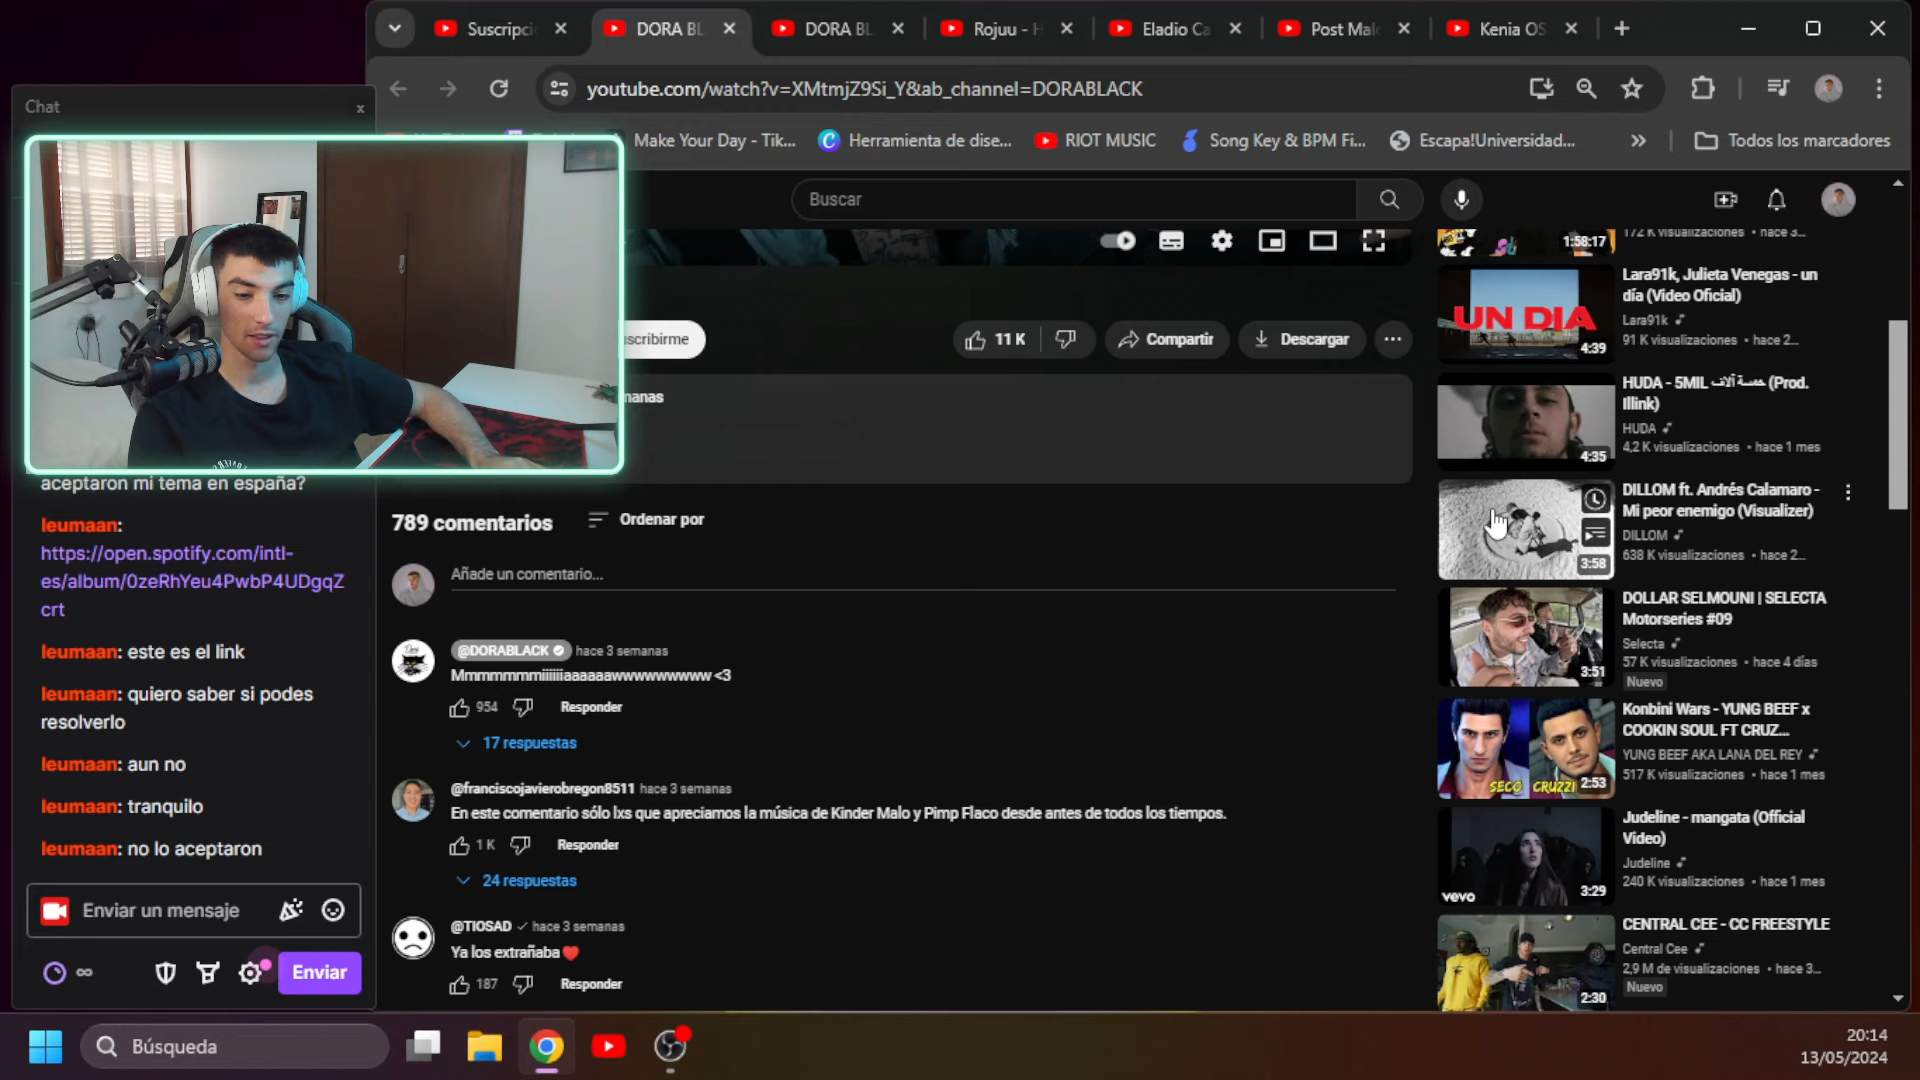 Suscripci
DORA BL
DORA BL
Rojuu - H
Eladio Ca
Post Mal
Kenia OS
youtube.com/watch?v=XMtmjZ9Si_Y&ab_channel=DORABLACK
Make Your Day - Tik...
Herramienta de dise...
RIOT MUSIC
Song Key & BPM Fi...
Escapa!Universidad...
Todos los marcadores
Chat
Buscar
scribirme
11 K
Compartir
Descargar
manas
aceptaron mi tema en españa?
leumaan:
https://open.spotify.com/intl-
es/album/0zeRhYeu4PwbP4UDgqZ
crt
leumaan: este es el link
leumaan: quiero saber si podes
resolverlo
leumaan: aun no
leumaan: tranquilo
leumaan: no lo aceptaron
Enviar un mensaje
Enviar
789 comentarios
Ordenar por
Añade un comentario...
@DORABLACK hace 3 semanas
Mmmmmmmiiiiiiiaaaaaawwwwwwwww <3
954
Responder
17 respuestas
@franciscojavierobregon8511 hace 3 semanas
En este comentario sólo lxs que apreciamos la música de Kinder Malo y Pimp Flaco desde antes de todos los tiempos.
1 K
Responder
24 respuestas
@TIOSAD hace 3 semanas
Ya los extrañaba
187
Responder
1:58:17
172 K visualizaciones • hace 3...
UN DIA
4:39
Lara91k, Julieta Venegas - un
día (Video Oficial)
Lara91k
91 K visualizaciones • hace 2...
4:35
HUDA - 5MIL خمسة آلاف (Prod.
Illink)
HUDA
4,2 K visualizaciones • hace 1 mes
3:58
DILLOM ft. Andrés Calamaro -
Mi peor enemigo (Visualizer)
DILLOM
638 K visualizaciones • hace 2...
3:51
DOLLAR SELMOUNI | SELECTA
Motorseries #09
Selecta
57 K visualizaciones • hace 4 días
Nuevo
SECO CRUZZI
2:53
Konbini Wars - YUNG BEEF x
COOKIN SOUL FT CRUZ...
YUNG BEEF AKA LANA DEL REY
517 K visualizaciones • hace 1 mes
vevo
3:29
Judeline - mangata (Official
Video)
Judeline
240 K visualizaciones • hace 1 mes
2:30
CENTRAL CEE - CC FREESTYLE
Central Cee
2,9 M de visualizaciones • hace 3...
Nuevo
Búsqueda
20:14
13/05/2024